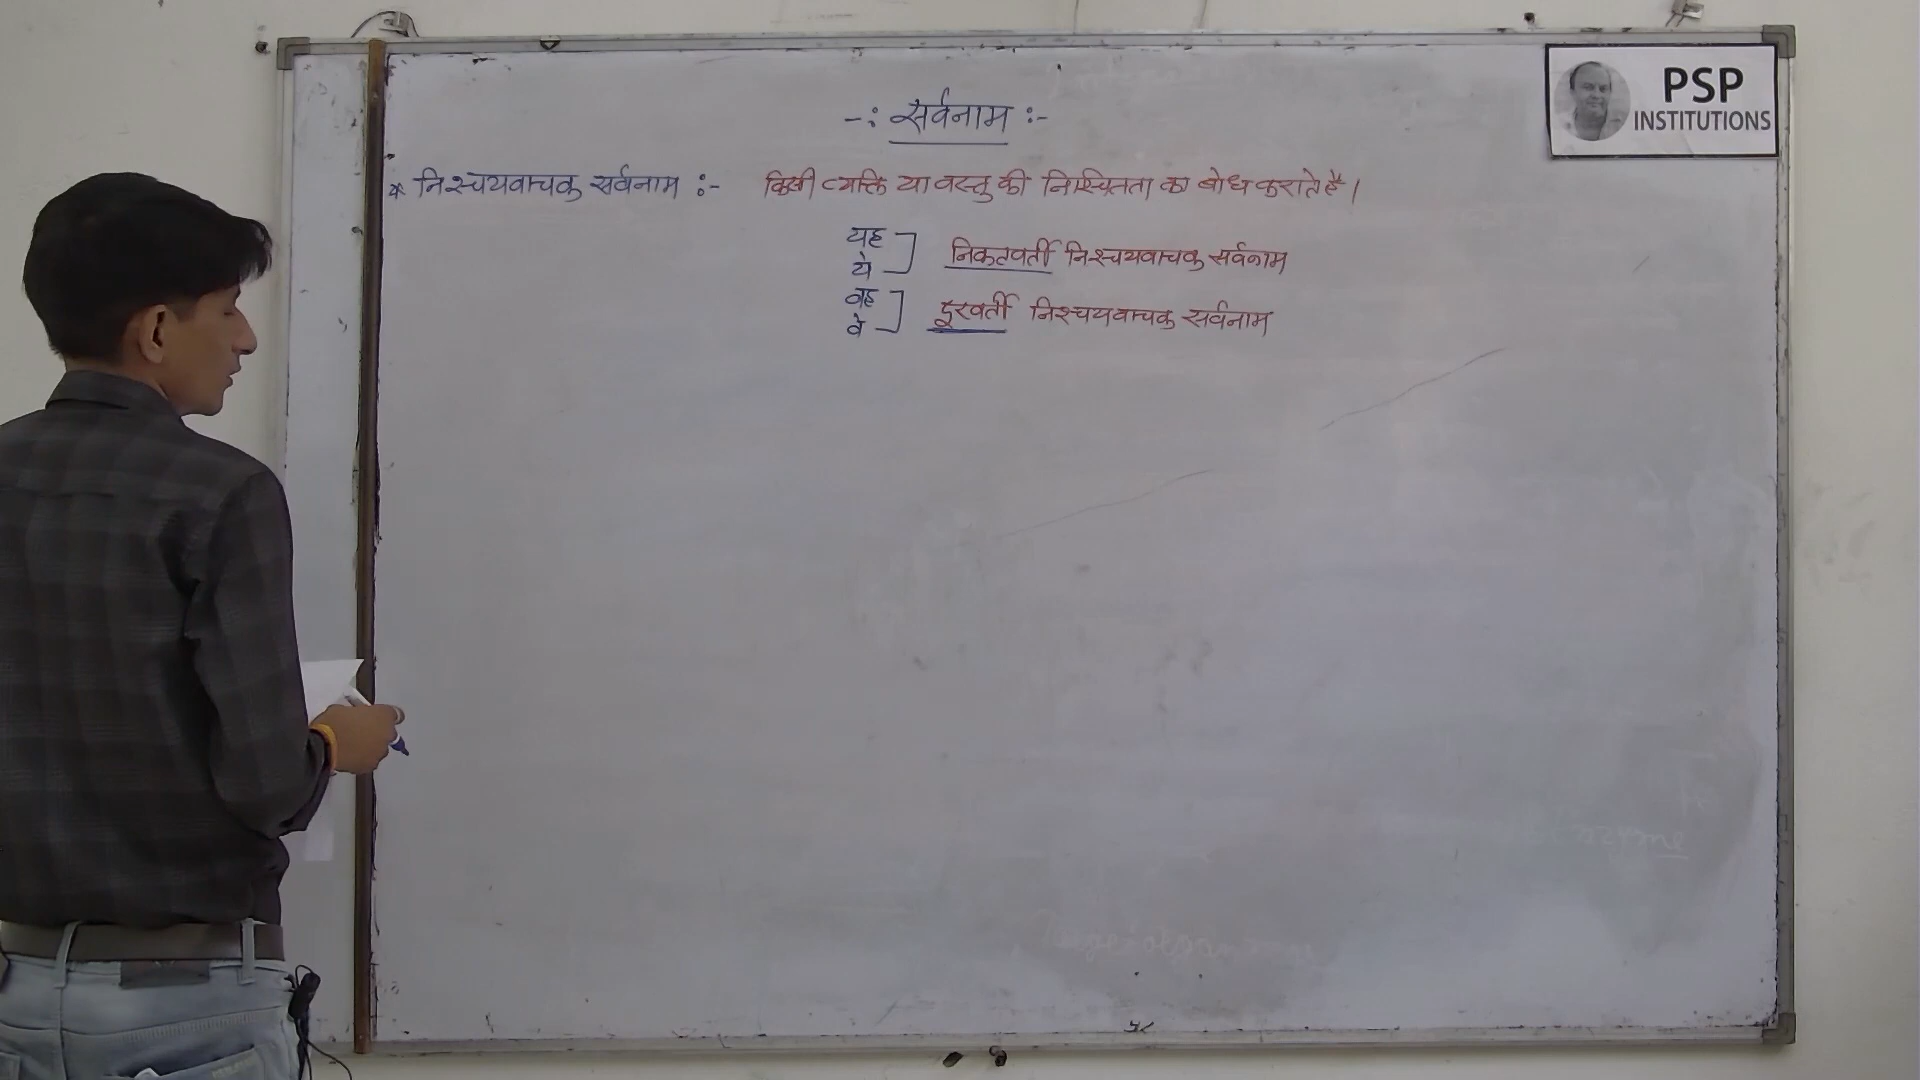 PSP
INSTITUTIONS
-: सर्वनाम :-
* निश्चयवाचक सर्वनाम :- किसी व्यक्ति या वस्तु की निश्चितता का बोध कराते है।
यह
ये
निकटवर्ती निश्चयवाचक सर्वनाम
वह
वे
दूरवर्ती निश्चयवाचक सर्वनाम